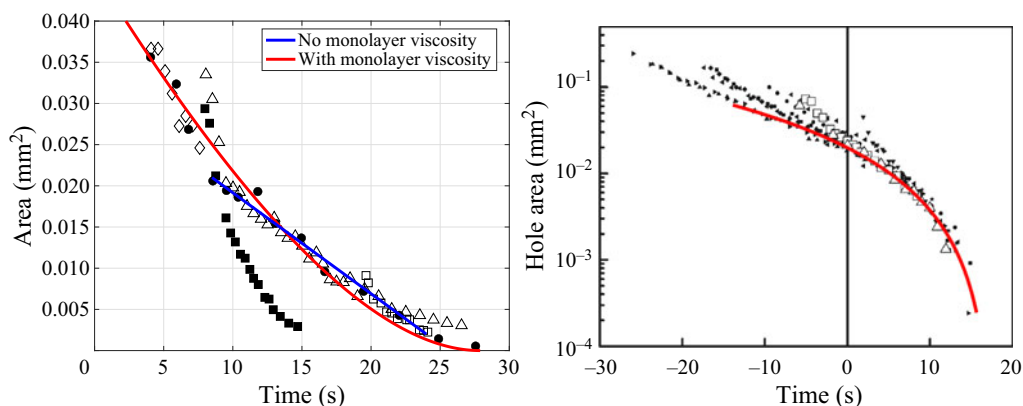 0.040
0.035
0.030
0.025
0.020
0.015
0.010
0.005
0 5 10 15 20 25 30
Area (mm²)
Time (s)
No monolayer viscosity
With monolayer viscosity
10⁻¹
10⁻²
10⁻³
10⁻⁴
–30 –20 –10 0 10 20
Hole area (mm²)
Time (s)